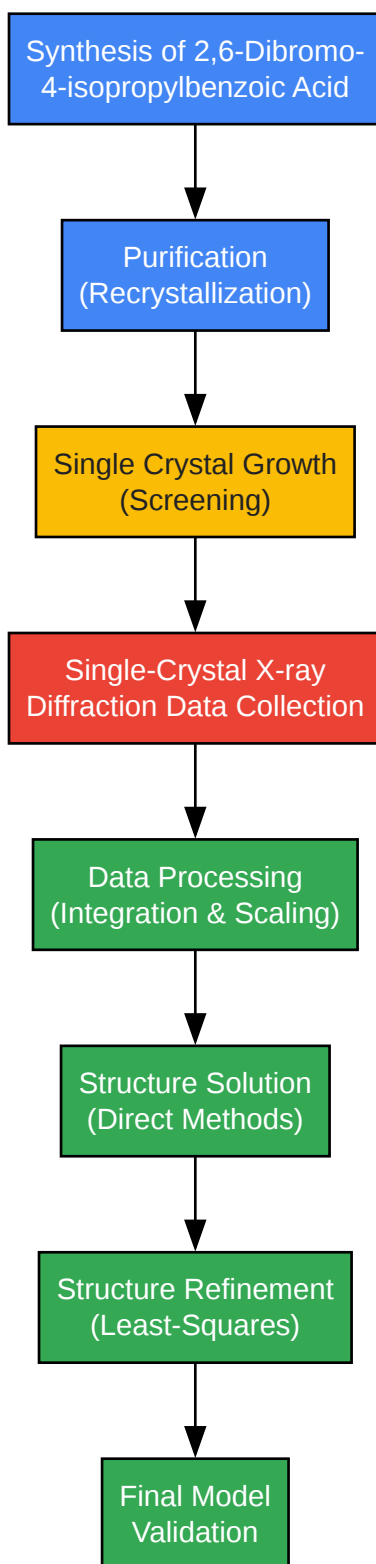 Synthesis of 2,6-Dibromo-
4-isopropylbenzoic Acid
Purification
(Recrystallization)
Single Crystal Growth
(Screening)
Single-Crystal X-ray
Diffraction Data Collection
Data Processing
(Integration & Scaling)
Structure Solution
(Direct Methods)
Structure Refinement
(Least-Squares)
Final Model
Validation